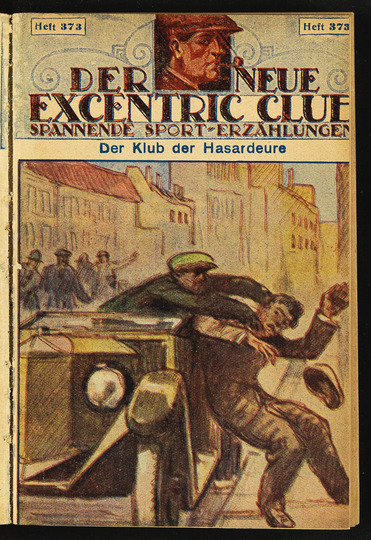 Heft 373
Heft 373
DER NEUE
EXCENTRIC CLUB
SPANNENDE SPORT-ERZÄHLUNGEN
Der Klub der Hasardeure